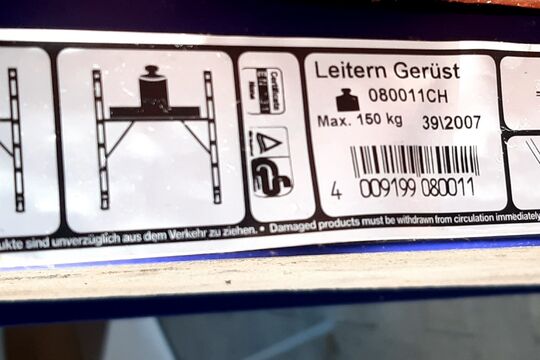 Leitern Gerüst
080011CH
Max. 150 kg 39\2007
4 009199 080011
ukte sind unverzüglich aus dem Verkehr zu ziehen. • Damaged products must be withdrawn from circulation immediately